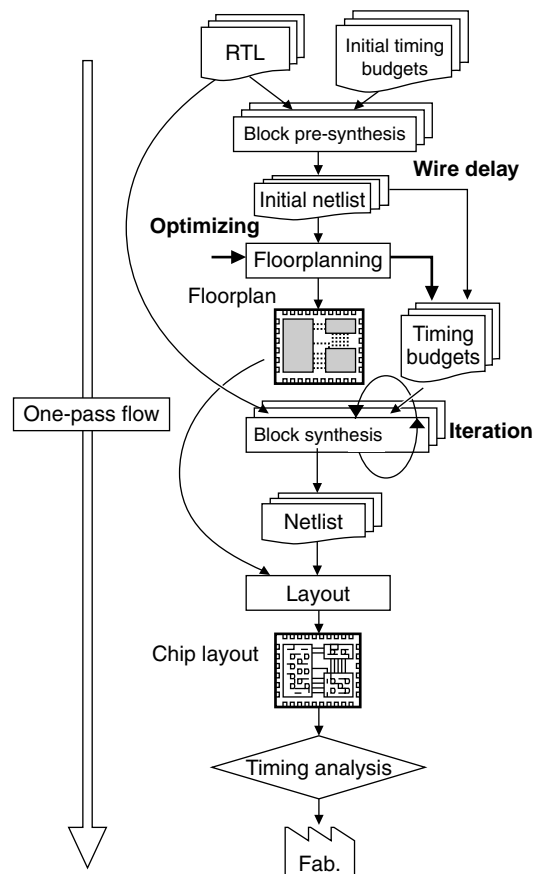 RTL
Initial timing
budgets
Block pre-synthesis
Wire delay
Initial netlist
Optimizing
Floorplanning
Floorplan
Timing
budgets
One-pass flow
Block synthesis
Iteration
Netlist
Layout
Chip layout
Timing analysis
Fab.